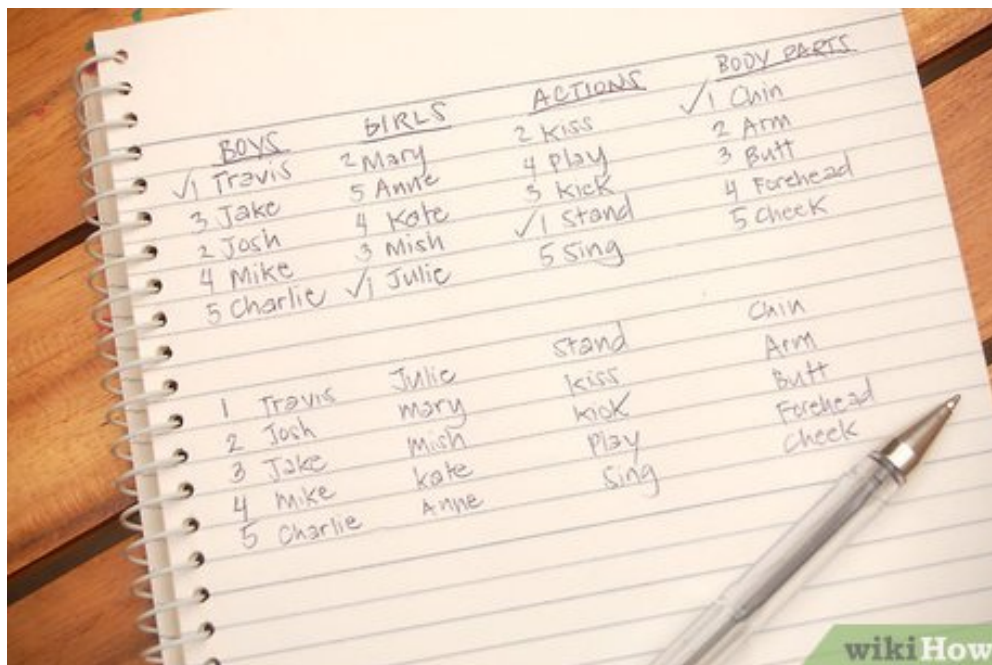 BOYS GIRLS ACTIONS BODY PARTS
✓1 Travis 2 Mary 2 Kiss ✓1 Chin
3 Jake 5 Anne 4 Play 2 Arm
2 Josh 4 Kate 3 Kick 3 Butt
4 Mike 3 Mish ✓1 Stand 4 Forehead
5 Charlie ✓1 Julie 5 Sing 5 Cheek
1 Travis Julie Stand Chin
2 Josh mary kiss Arm
3 Jake mish kick Butt
4 mike kate Play Forehead
5 Charlie Anne Sing Cheek
wikiHow